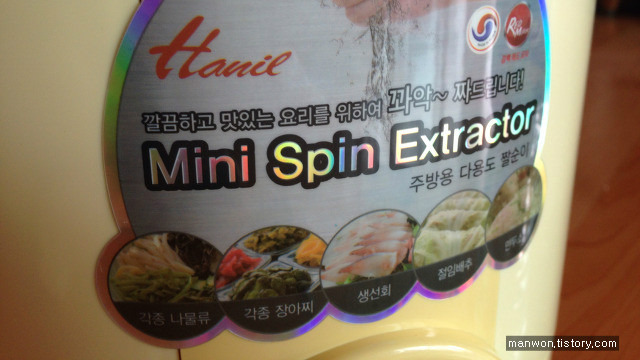 Hanil
깔끔하고 맛있는 요리를 위하여 꽈악~ 짜드립니다!
Mini Spin Extractor
주방용 다용도 짤순이
각종 나물류
각종 장아찌
생선회
절임배추
manwon.tistory.com